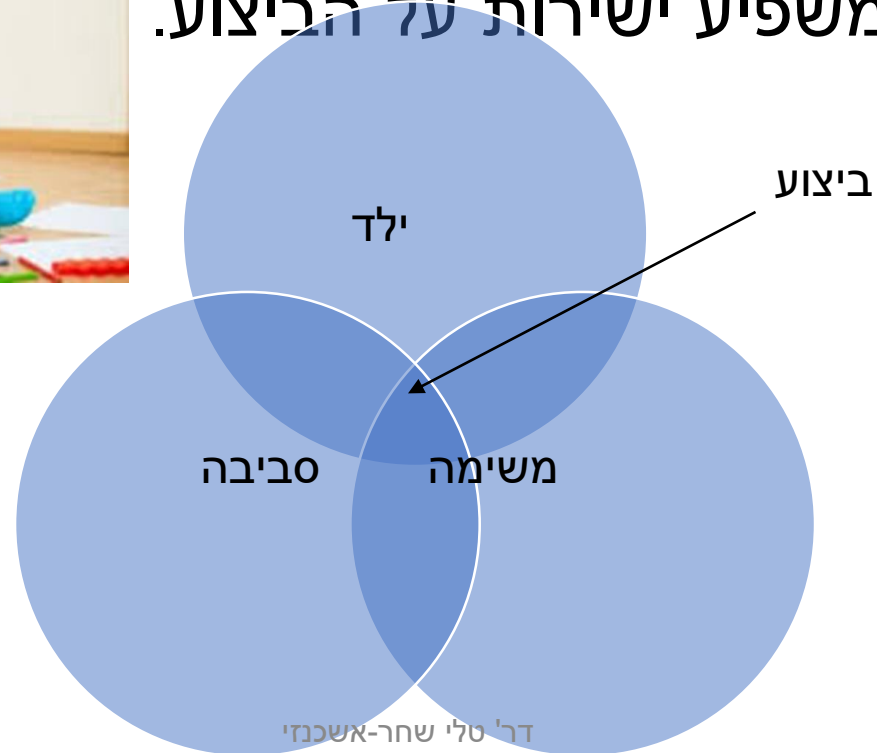 משפיע ישירות על הביצוע.
ביצוע
ילד
משימה
סביבה
דר' טלי שחר-אשכנזי